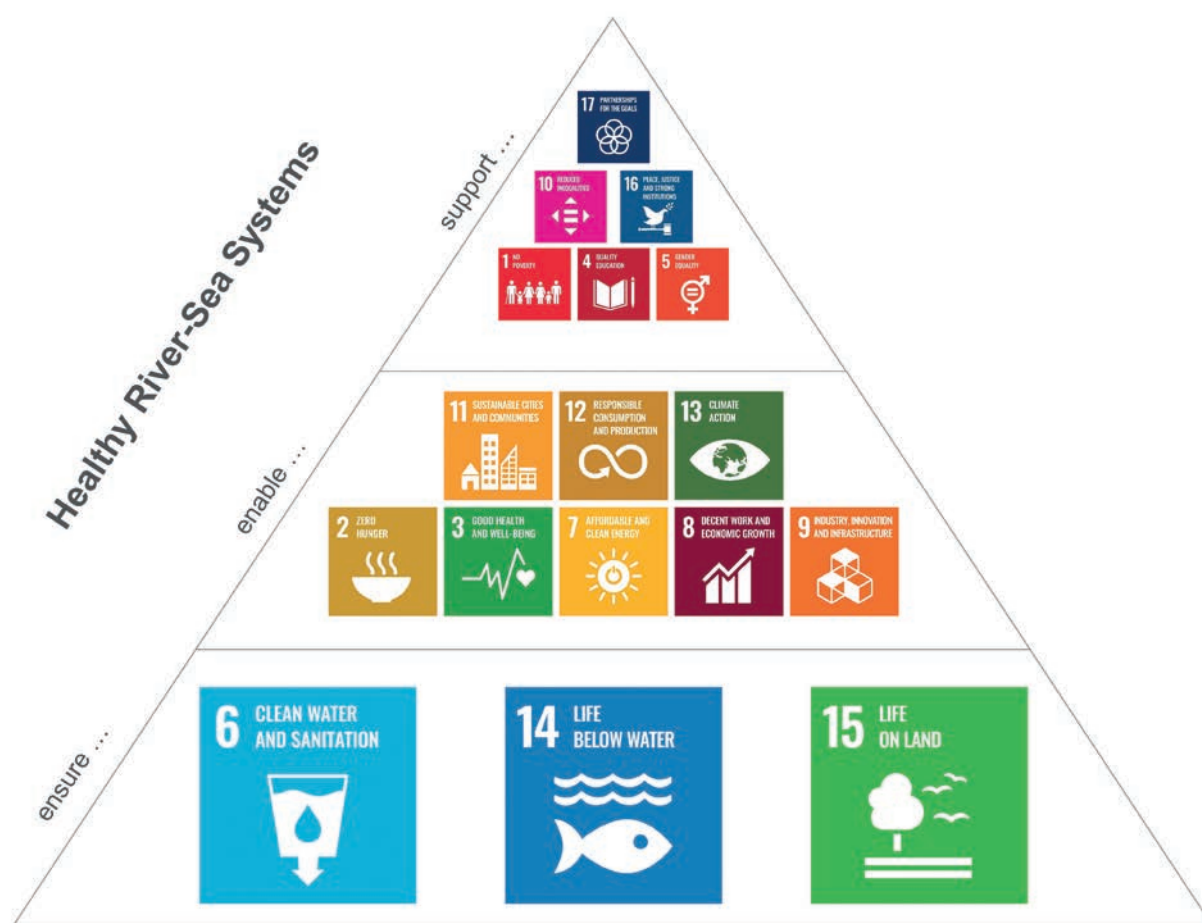 Healthy River-Sea Systems
support ...
17 PARTNERSHIPS
FOR THE GOALS
10 REDUCED
INEQUALITIES
16 PEACE, JUSTICE
AND STRONG
INSTITUTIONS
1 NO
POVERTY
4 QUALITY
EDUCATION
5 GENDER
EQUALITY
enable ...
11 SUSTAINABLE CITIES
AND COMMUNITIES
12 RESPONSIBLE
CONSUMPTION
AND PRODUCTION
13 CLIMATE
ACTION
2 ZERO
HUNGER
3 GOOD HEALTH
AND WELL-BEING
7 AFFORDABLE AND
CLEAN ENERGY
8 DECENT WORK AND
ECONOMIC GROWTH
9 INDUSTRY, INNOVATION
AND INFRASTRUCTURE
ensure ...
6 CLEAN WATER
AND SANITATION
14 LIFE
BELOW WATER
15 LIFE
ON LAND